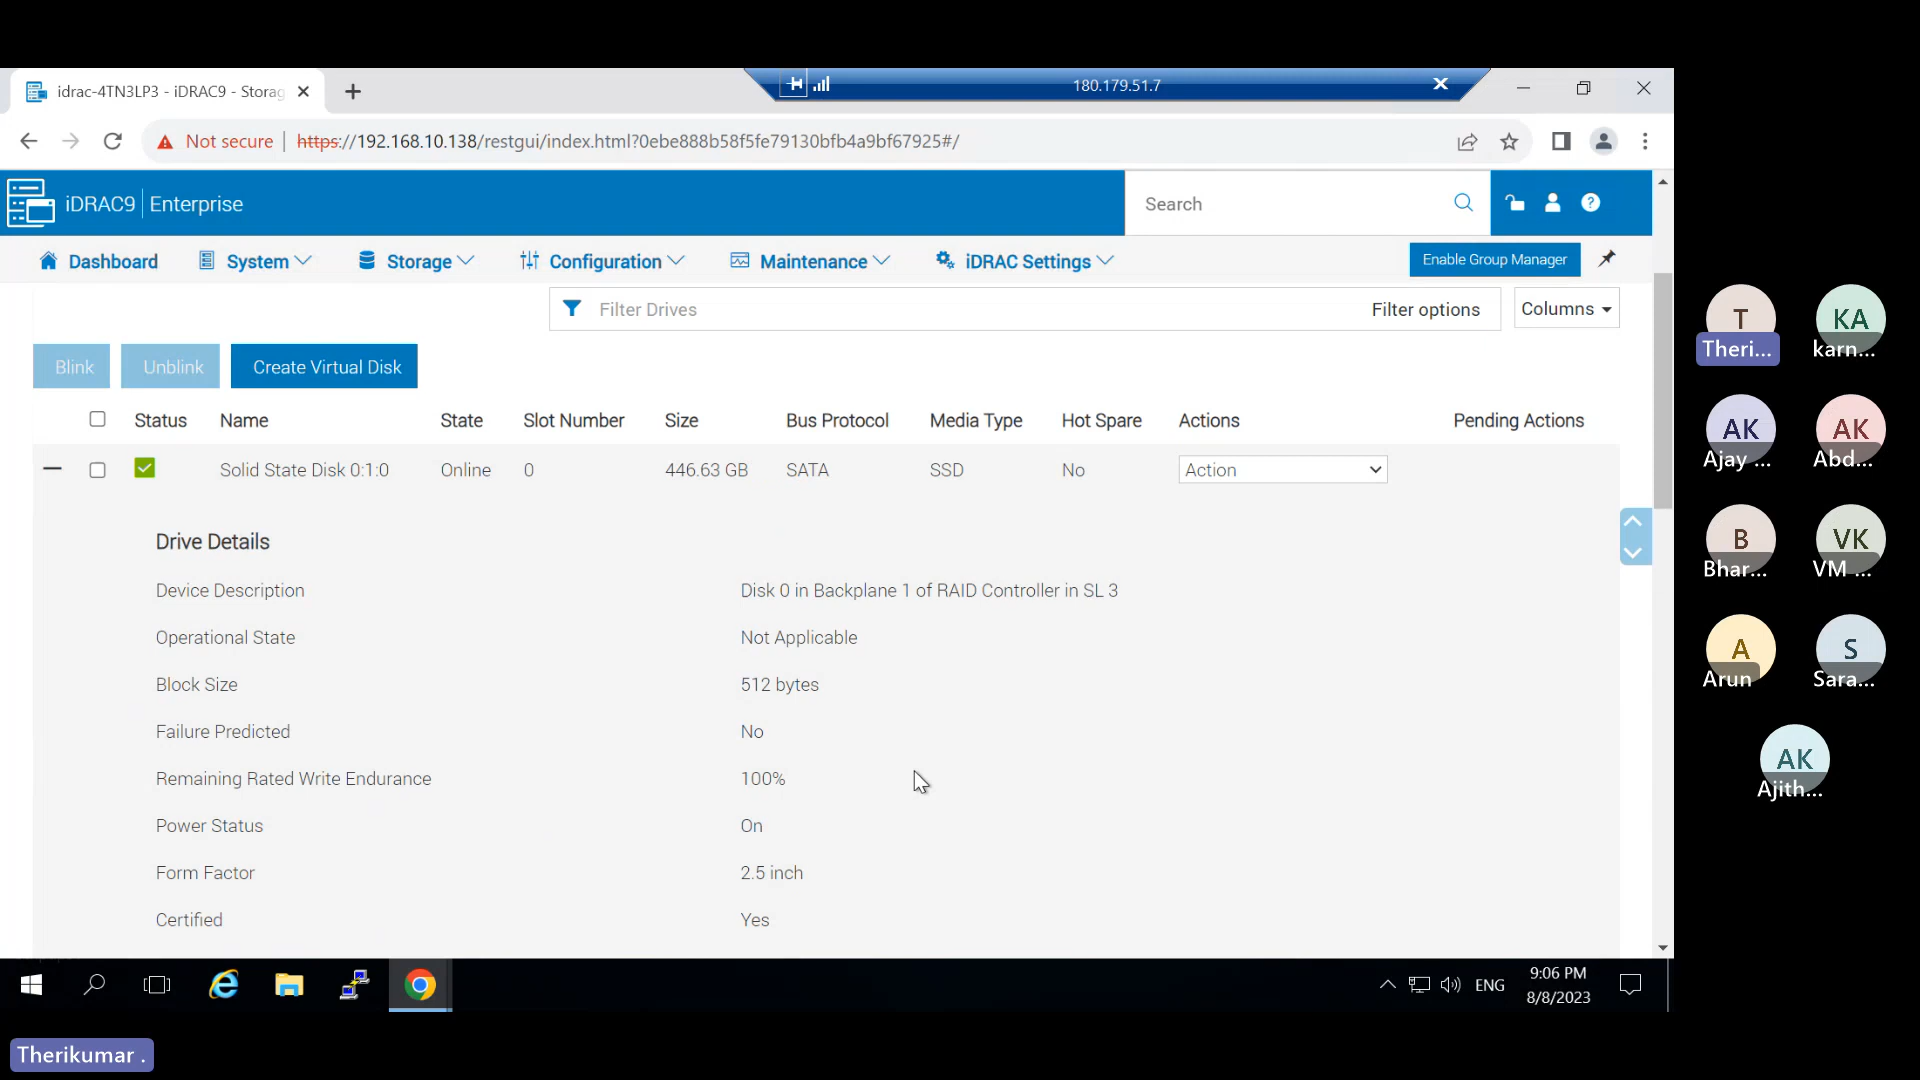 idrac-4TN3LP3 - iDRAC9 - Storag
180.179.51.7
Not secure https://192.168.10.138/restgui/index.html?0ebe888b58f5fe79130bfb4a9bf67925#/
iDRAC9 Enterprise
Search
Dashboard System Storage Configuration Maintenance iDRAC Settings Enable Group Manager
Filter Drives Filter options Columns
Blink Unblink Create Virtual Disk
Status Name State Slot Number Size Bus Protocol Media Type Hot Spare Actions Pending Actions
Solid State Disk 0:1:0 Online 0 446.63 GB SATA SSD No Action
Drive Details
Device Description Disk 0 in Backplane 1 of RAID Controller in SL 3
Operational State Not Applicable
Block Size 512 bytes
Failure Predicted No
Remaining Rated Write Endurance 100%
Power Status On
Form Factor 2.5 inch
Certified Yes
ENG
9:06 PM
8/8/2023
T KA
Theri... karn...
AK AK
Ajay ... Abd...
B VK
Bhar... VM ...
A S
Arun Sara...
AK
Ajith...
Therikumar .